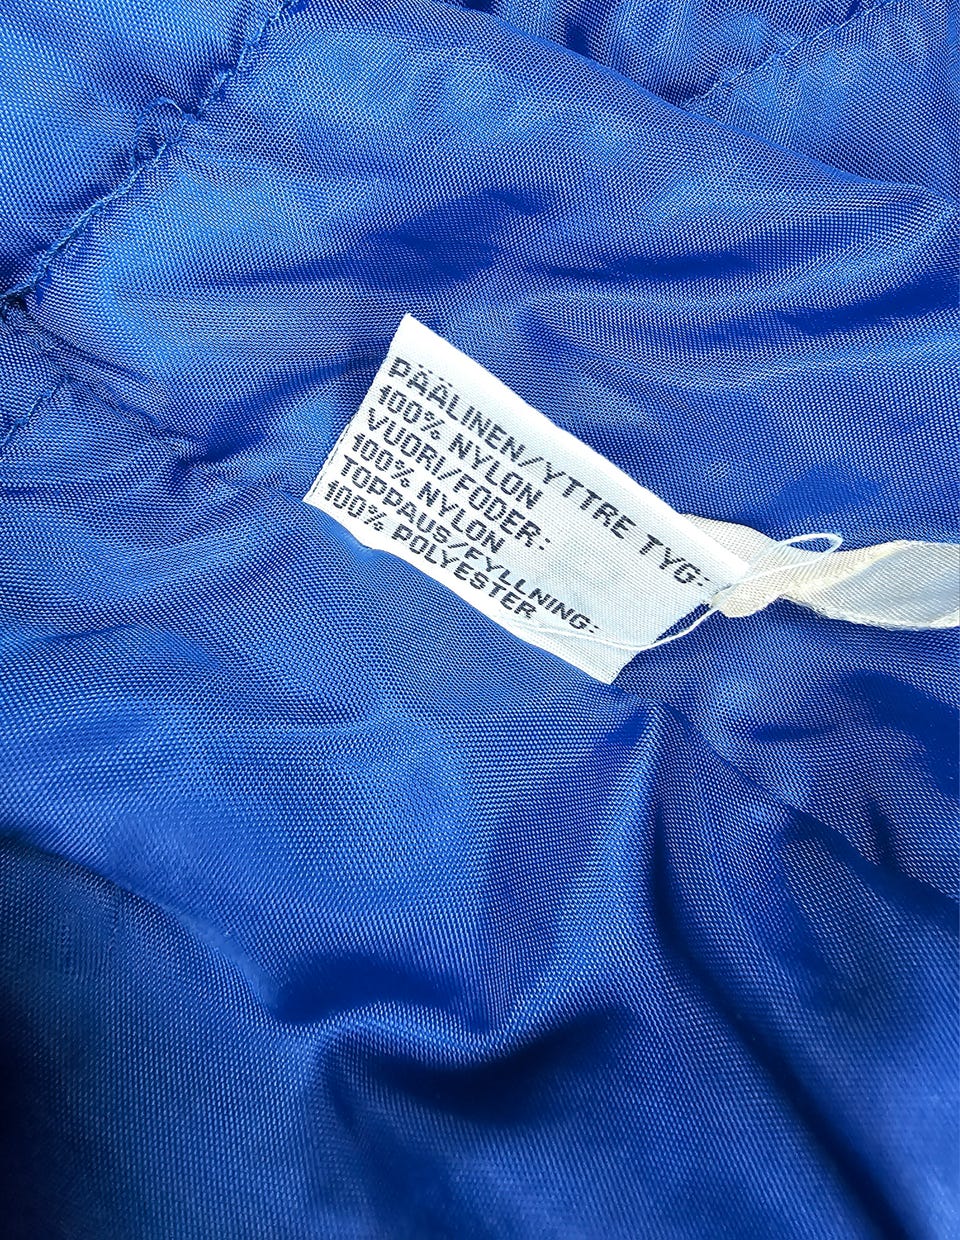 PÄÄLINEN/YTTRE TYG:
100% NYLON
VUORI/FODER:
100% NYLON
TOPPAUS/FYLLNING:
100% POLYESTER